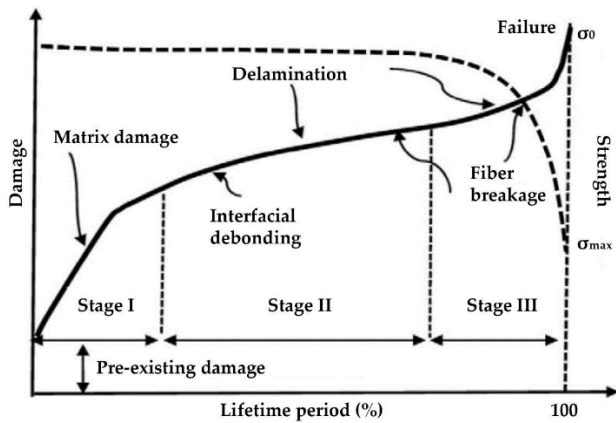 Failure
σ0
Delamination
Matrix damage
Damage
Strength
Fiber
breakage
Interfacial
debonding
σmax
Stage I
Stage II
Stage III
Pre-existing damage
Lifetime period (%)
100